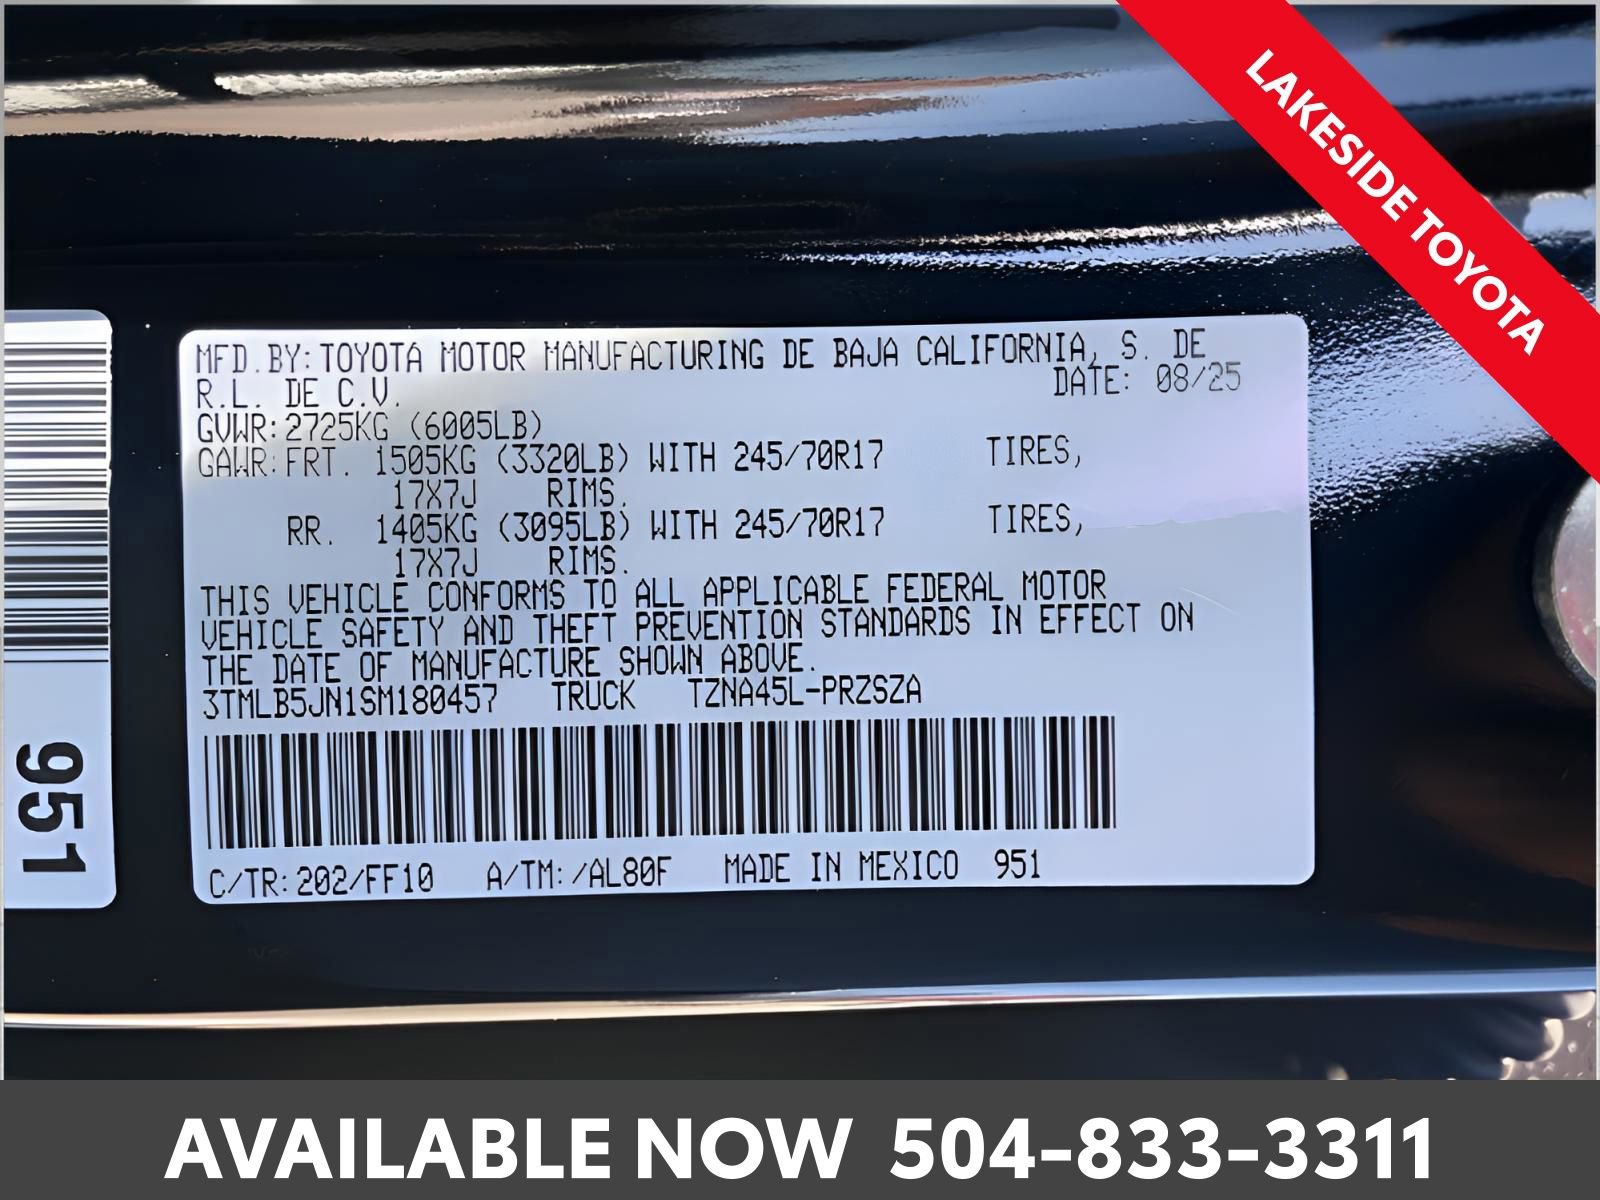 LAKESIDE TOYOTA
MFD.BY:TOYOTA MOTOR MANUFACTURING DE BAJA CALIFORNIA, S. DE
R.L. DE C.V. DATE: 08/25
GVWR:2725KG (6005LB)
GAWR:FRT. 1505KG (3320LB) WITH 245/70R17 TIRES,
17X7J RIMS.
RR. 1405KG (3095LB) WITH 245/70R17 TIRES,
17X7J RIMS.
THIS VEHICLE CONFORMS TO ALL APPLICABLE FEDERAL MOTOR
VEHICLE SAFETY AND THEFT PREVENTION STANDARDS IN EFFECT ON
THE DATE OF MANUFACTURE SHOWN ABOVE.
3TMLB5JN1SM180457 TRUCK TZNA45L-PRZSZA
C/TR:202/FF10 A/TM:/AL80F MADE IN MEXICO 951
951
AVAILABLE NOW 504-833-3311